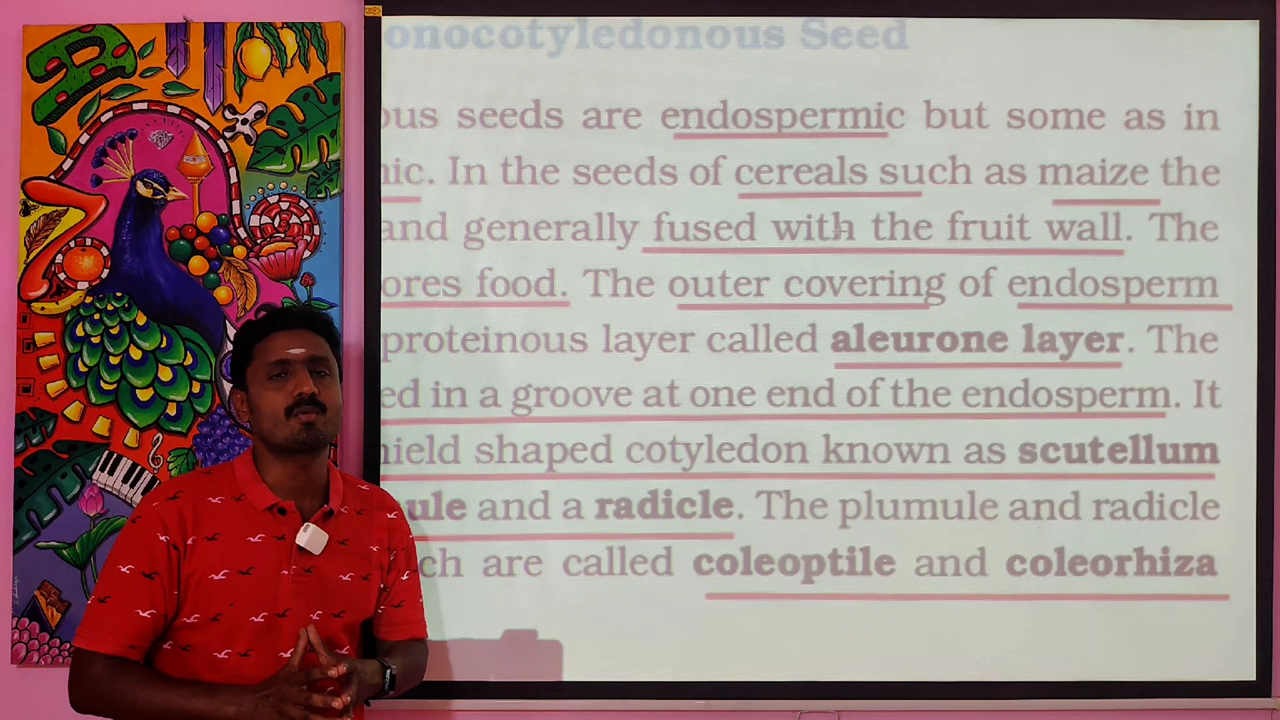 onocotyledonous Seed
ous seeds are endospermic but some as in
nic. In the seeds of cereals such as maize the
and generally fused with the fruit wall. The
ores food. The outer covering of endosperm
proteinous layer called aleurone layer. The
ed in a groove at one end of the endosperm. It
hield shaped cotyledon known as scutellum
ule and a radicle. The plumule and radicle
ch are called coleoptile and coleorhiza